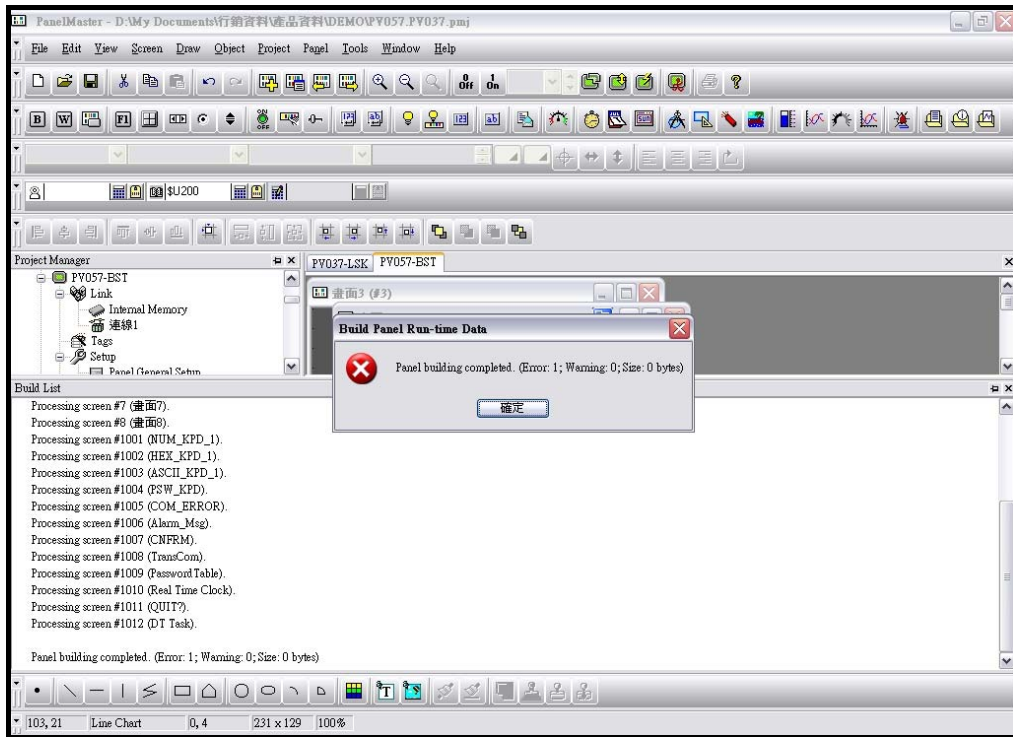 PanelMaster - D:\My Documents\行銷資料\產品資料\DEMO\PV057.PV037.pmj
File Edit View Screen Draw Object Project Panel Tools Window Help
$U200
Project Manager
PV037-LSK PV057-BST
PV057-BST
Link
Internal Memory
連線1
Tags
Setup
Panel General Setup
畫面3 (#3)
Build Panel Run-time Data
Panel building completed. (Error: 1; Warning: 0; Size: 0 bytes)
確定
Build List
Processing screen #7 (畫面7).
Processing screen #8 (畫面8).
Processing screen #1001 (NUM_KPD_1).
Processing screen #1002 (HEX_KPD_1).
Processing screen #1003 (ASCII_KPD_1).
Processing screen #1004 (PSW_KPD).
Processing screen #1005 (COM_ERROR).
Processing screen #1006 (Alarm_Msg).
Processing screen #1007 (CNFRM).
Processing screen #1008 (TransCom).
Processing screen #1009 (PasswordTable).
Processing screen #1010 (Real Time Clock).
Processing screen #1011 (QUIT?).
Processing screen #1012 (DT Task).
Panel building completed. (Error: 1; Warning: 0; Size: 0 bytes)
103, 21 Line Chart 0, 4 231 x 129 100%